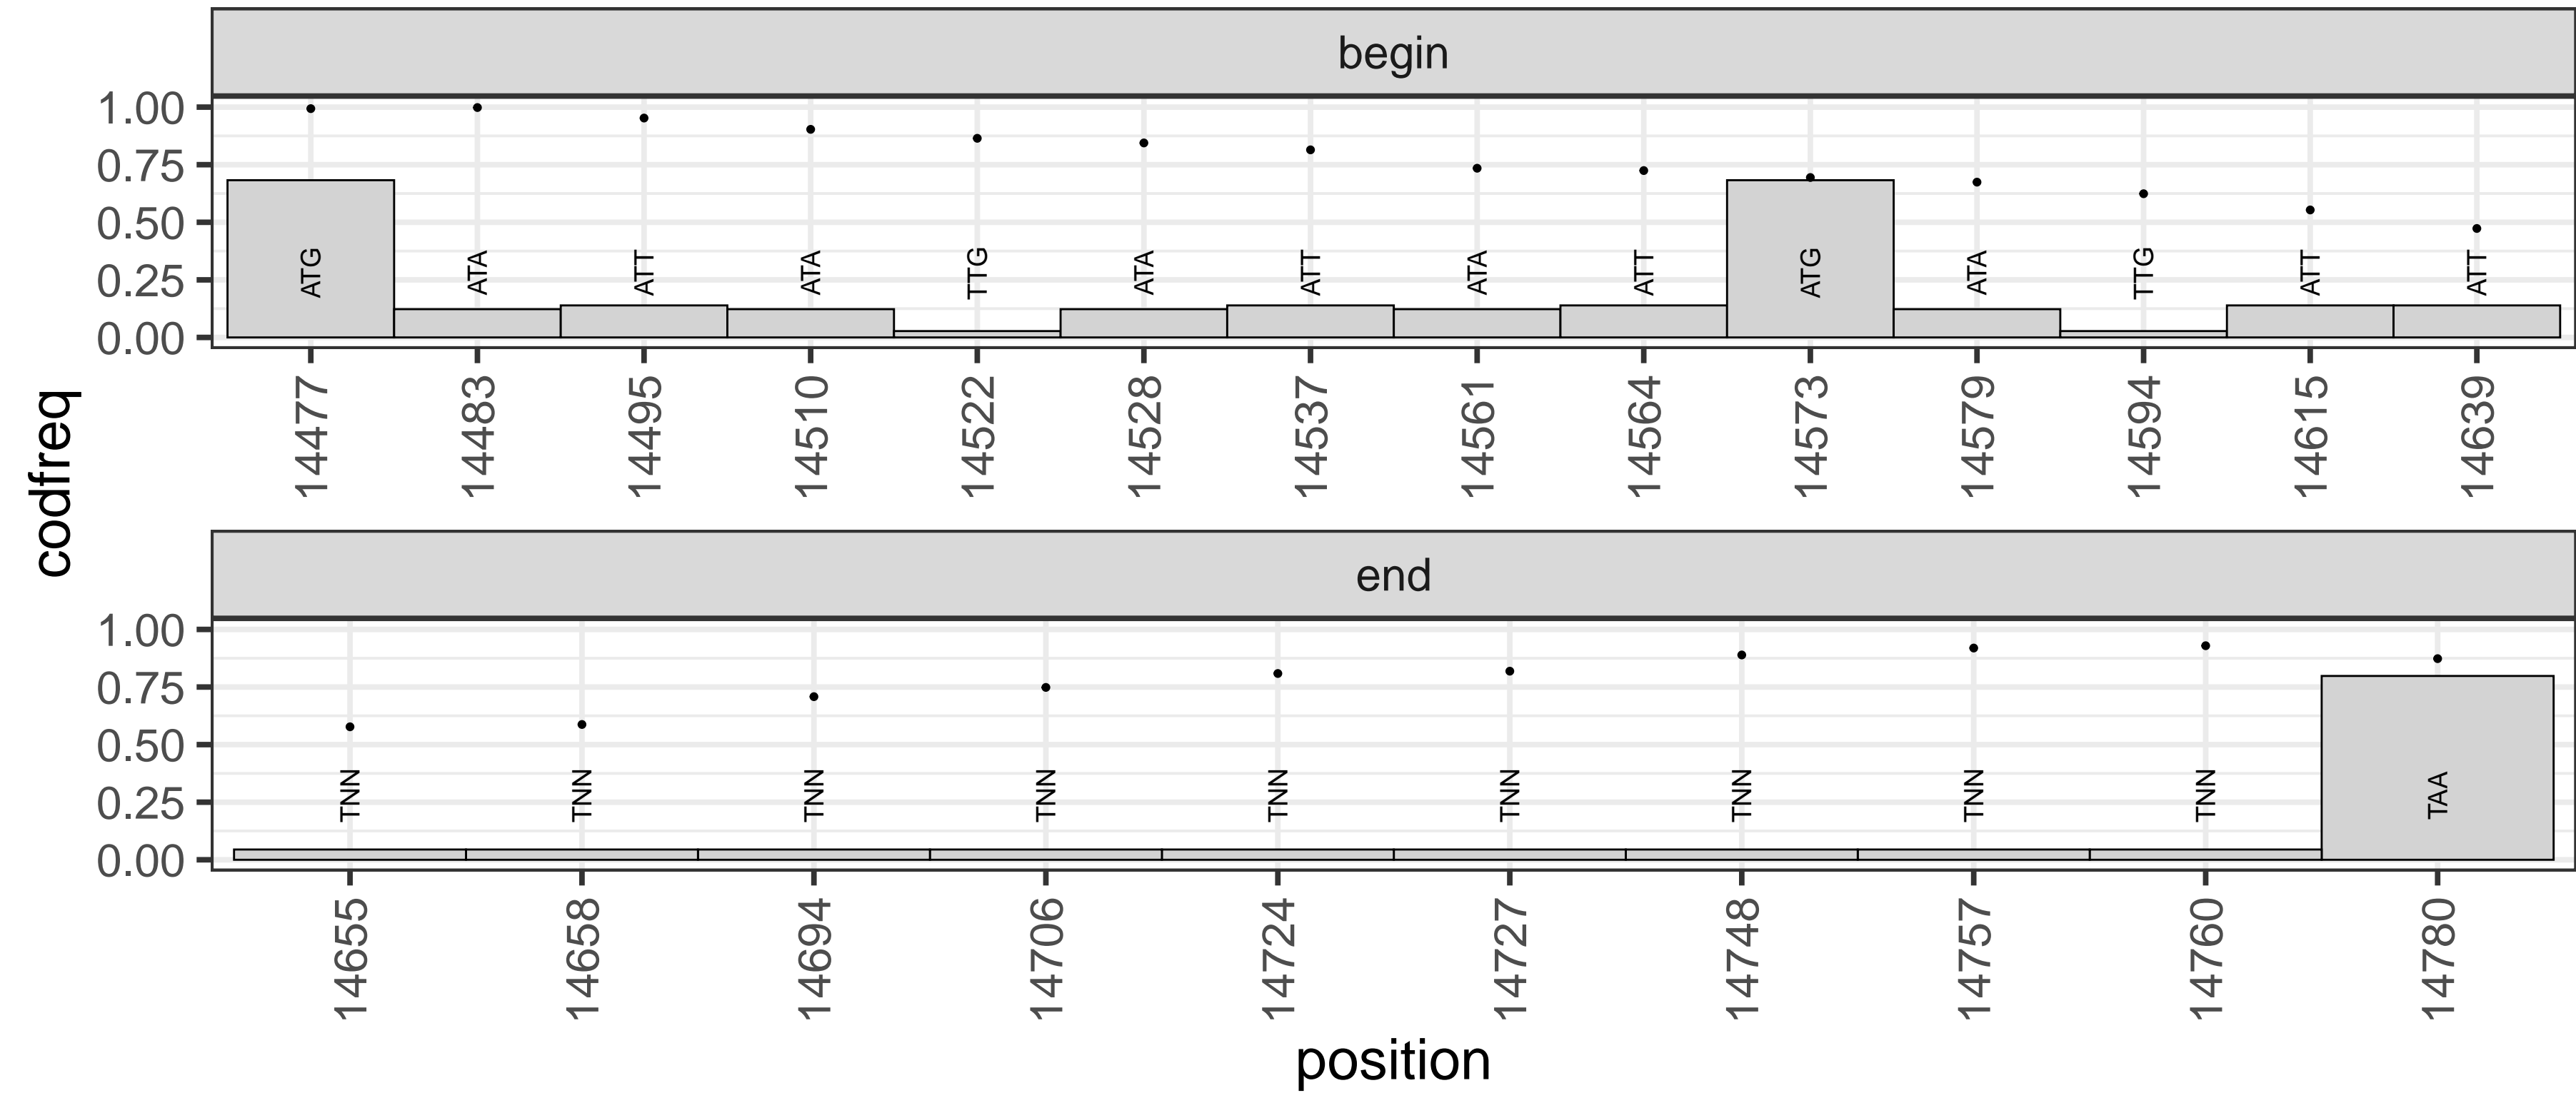 begin
1.00
0.75
0.50
0.25
0.00
ATG ATA ATT ATA TTG ATA ATT ATA ATT ATG ATA TTG ATT ATT
14477 14483 14495 14510 14522 14528 14537 14561 14564 14573 14579 14594 14615 14639
codfreq
end
1.00
0.75
0.50
0.25
0.00
TNN TNN TNN TNN TNN TNN TNN TNN TNN TAA
14655 14658 14694 14706 14724 14727 14748 14757 14760 14780
position